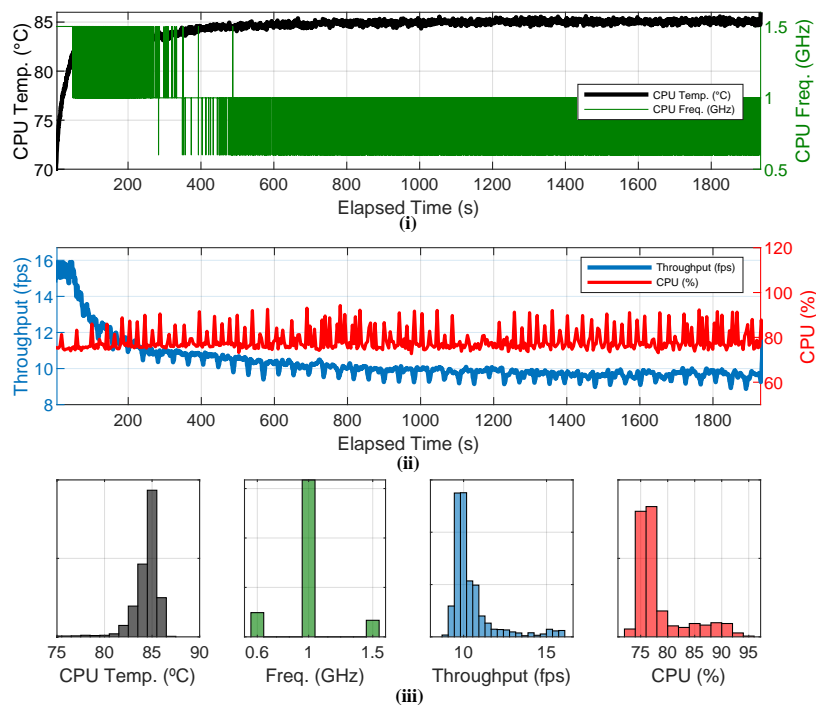 85
80
75
70
CPU Temp. (°C)
1.5
1
0.5
CPU Freq. (GHz)
CPU Temp. (°C)
CPU Freq. (GHz)
200 400 600 800 1000 1200 1400 1600 1800
Elapsed Time (s)
(i)
16
14
12
10
8
Throughput (fps)
120
100
80
60
CPU (%)
Throughput (fps)
CPU (%)
200 400 600 800 1000 1200 1400 1600 1800
Elapsed Time (s)
(ii)
75 80 85 90
CPU Temp. (ºC)
0.6 1 1.5
Freq. (GHz)
10 15
Throughput (fps)
75 85 90 95
CPU (%)
(iii)